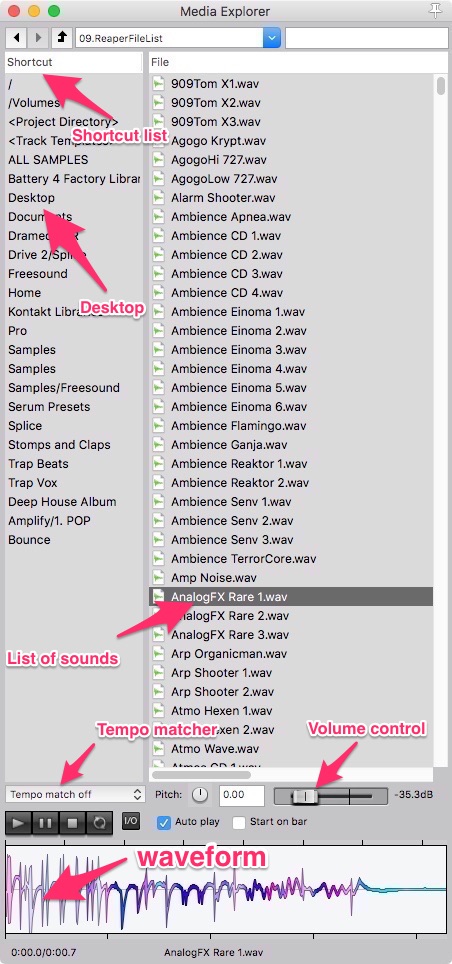 Media Explorer
09.ReaperFileList
Shortcut
File
/
/Volumes
<Project Directory>
<Track Templates>
ALL SAMPLES
Battery 4 Factory Librar
Desktop
Documents
Drive 2/Splice
Freesound
Home
Kontakt Libraries
Pro
Samples
Samples
Samples/Freesound
Serum Presets
Splice
Stomps and Claps
Trap Beats
Trap Vox
Deep House Album
Amplify/1. POP
Bounce
Shortcut list
Desktop
909Tom X1.wav
909Tom X2.wav
909Tom X3.wav
Agogo Krypt.wav
AgogoHi 727.wav
AgogoLow 727.wav
Alarm Shooter.wav
Ambience Apnea.wav
Ambience CD 1.wav
Ambience CD 2.wav
Ambience CD 3.wav
Ambience CD 4.wav
Ambience Einoma 1.wav
Ambience Einoma 2.wav
Ambience Einoma 3.wav
Ambience Einoma 4.wav
Ambience Einoma 5.wav
Ambience Einoma 6.wav
Ambience Flamingo.wav
Ambience Ganja.wav
Ambience Reaktor 1.wav
Ambience Reaktor 2.wav
Ambience Senv 1.wav
Ambience Senv 2.wav
Ambience Senv 3.wav
Ambience TerrorCore.wav
Amp Noise.wav
AnalogFX Rare 1.wav
AnalogFX Rare 2.wav
AnalogFX Rare 3.wav
Arp Organicman.wav
Arp Shooter 1.wav
Arp Shooter 2.wav
Atmo Hexen 1.wav
Atmo Hexen 2.wav
Atmo Wave.wav
List of sounds
Tempo matcher
Volume control
Tempo match off
Pitch:
0.00
-35.3dB
I/O
Auto play
Start on bar
waveform
0:00.0/0:00.7
AnalogFX Rare 1.wav